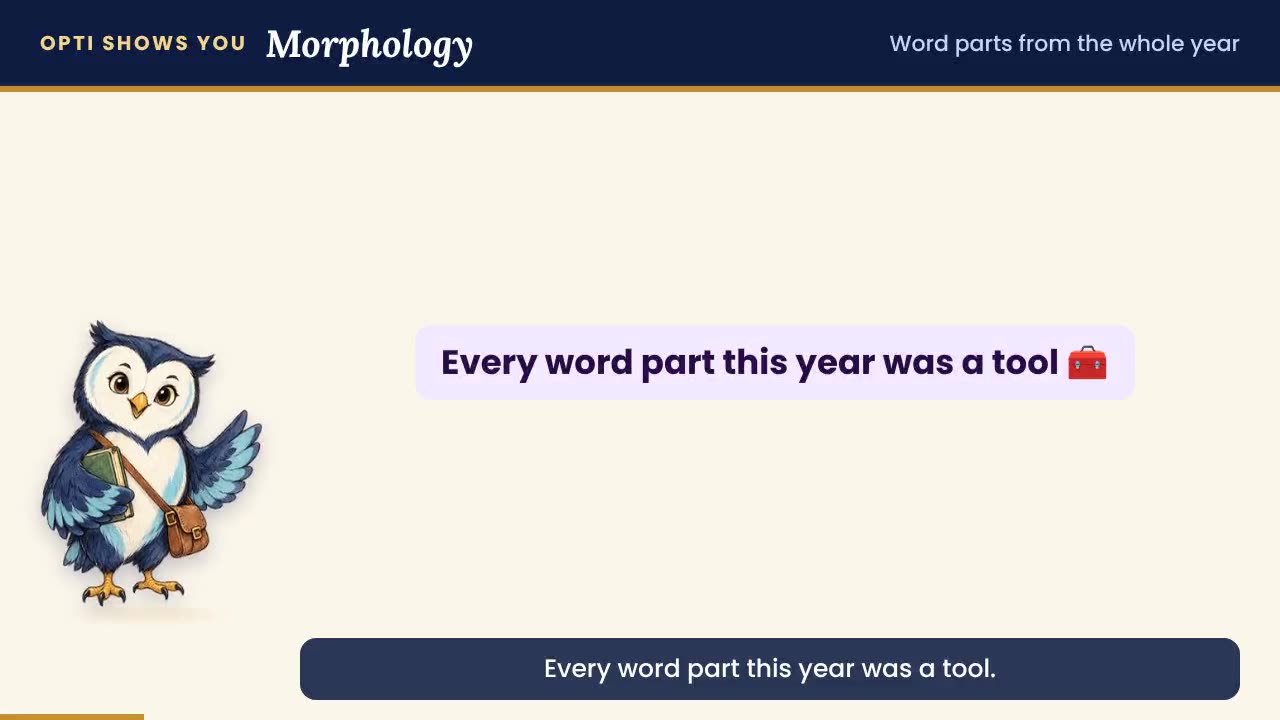 OPTI SHOWS YOU Morphology
Word parts from the whole year
Every word part this year was a tool 🧰
Every word part this year was a tool.